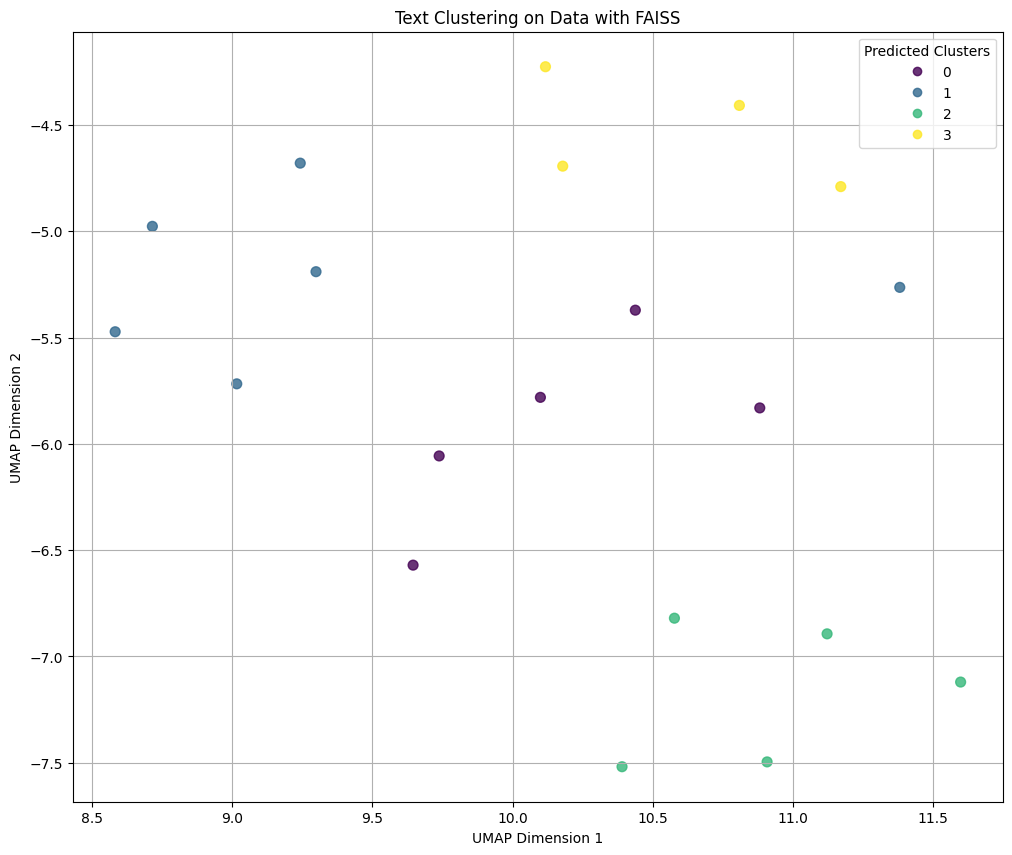 Text Clustering on Data with FAISS
Predicted Clusters
0
1
2
3
−4.5
−5.0
−5.5
−6.0
−6.5
−7.0
−7.5
UMAP Dimension 2
8.5 9.0 9.5 10.0 10.5 11.0 11.5
UMAP Dimension 1